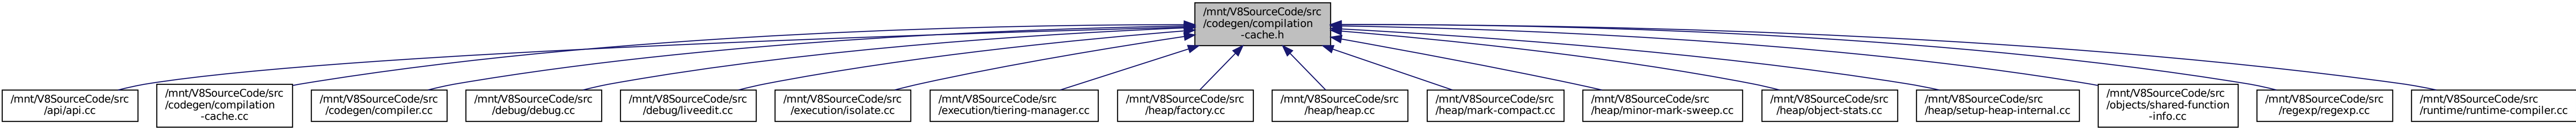 /mnt/V8SourceCode/src
/codegen/compilation
-cache.h
/mnt/V8SourceCode/src
/api/api.cc
/mnt/V8SourceCode/src
/codegen/compilation
-cache.cc
/mnt/V8SourceCode/src
/codegen/compiler.cc
/mnt/V8SourceCode/src
/debug/debug.cc
/mnt/V8SourceCode/src
/debug/liveedit.cc
/mnt/V8SourceCode/src
/execution/isolate.cc
/mnt/V8SourceCode/src
/execution/tiering-manager.cc
/mnt/V8SourceCode/src
/heap/factory.cc
/mnt/V8SourceCode/src
/heap/heap.cc
/mnt/V8SourceCode/src
/heap/mark-compact.cc
/mnt/V8SourceCode/src
/heap/minor-mark-sweep.cc
/mnt/V8SourceCode/src
/heap/object-stats.cc
/mnt/V8SourceCode/src
/heap/setup-heap-internal.cc
/mnt/V8SourceCode/src
/objects/shared-function
-info.cc
/mnt/V8SourceCode/src
/regexp/regexp.cc
/mnt/V8SourceCode/src
/runtime/runtime-compiler.cc